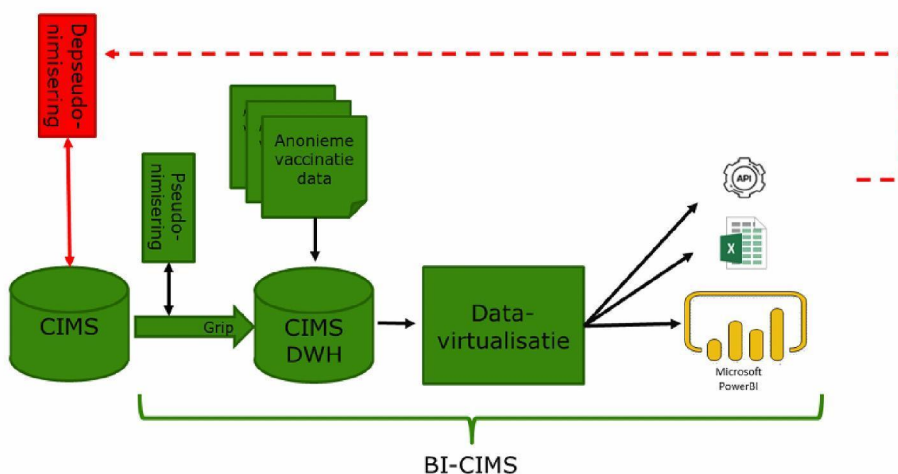 Depseudo-
nimisering
Pseudo-
nimisering
Anonieme
vaccinatie
data
CIMS
Grip
CIMS
DWH
Data-
virtualisatie
API
X
Microsoft
PowerBI
BI-CIMS